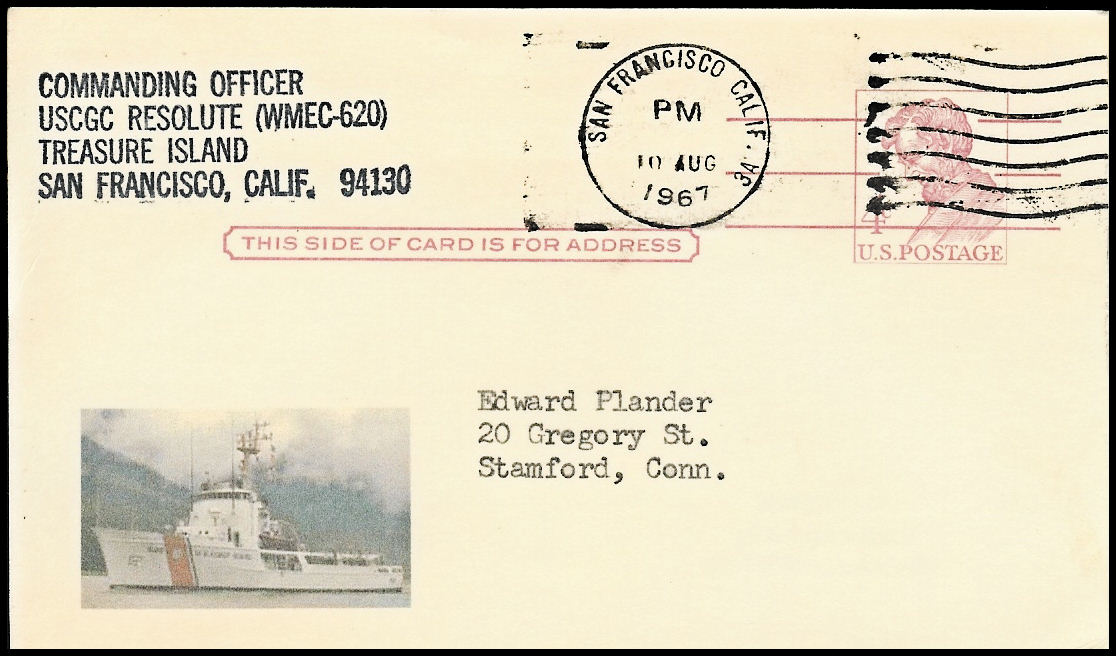 COMMANDING OFFICER
USCGC RESOLUTE (WMEC-620)
TREASURE ISLAND
SAN FRANCISCO, CALIF. 94130
SAN FRANCISCO CALIF. 3A
PM
10 AUG
1967
4¢
U.S. POSTAGE
THIS SIDE OF CARD IS FOR ADDRESS
Edward Plander
20 Gregory St.
Stamford, Conn.